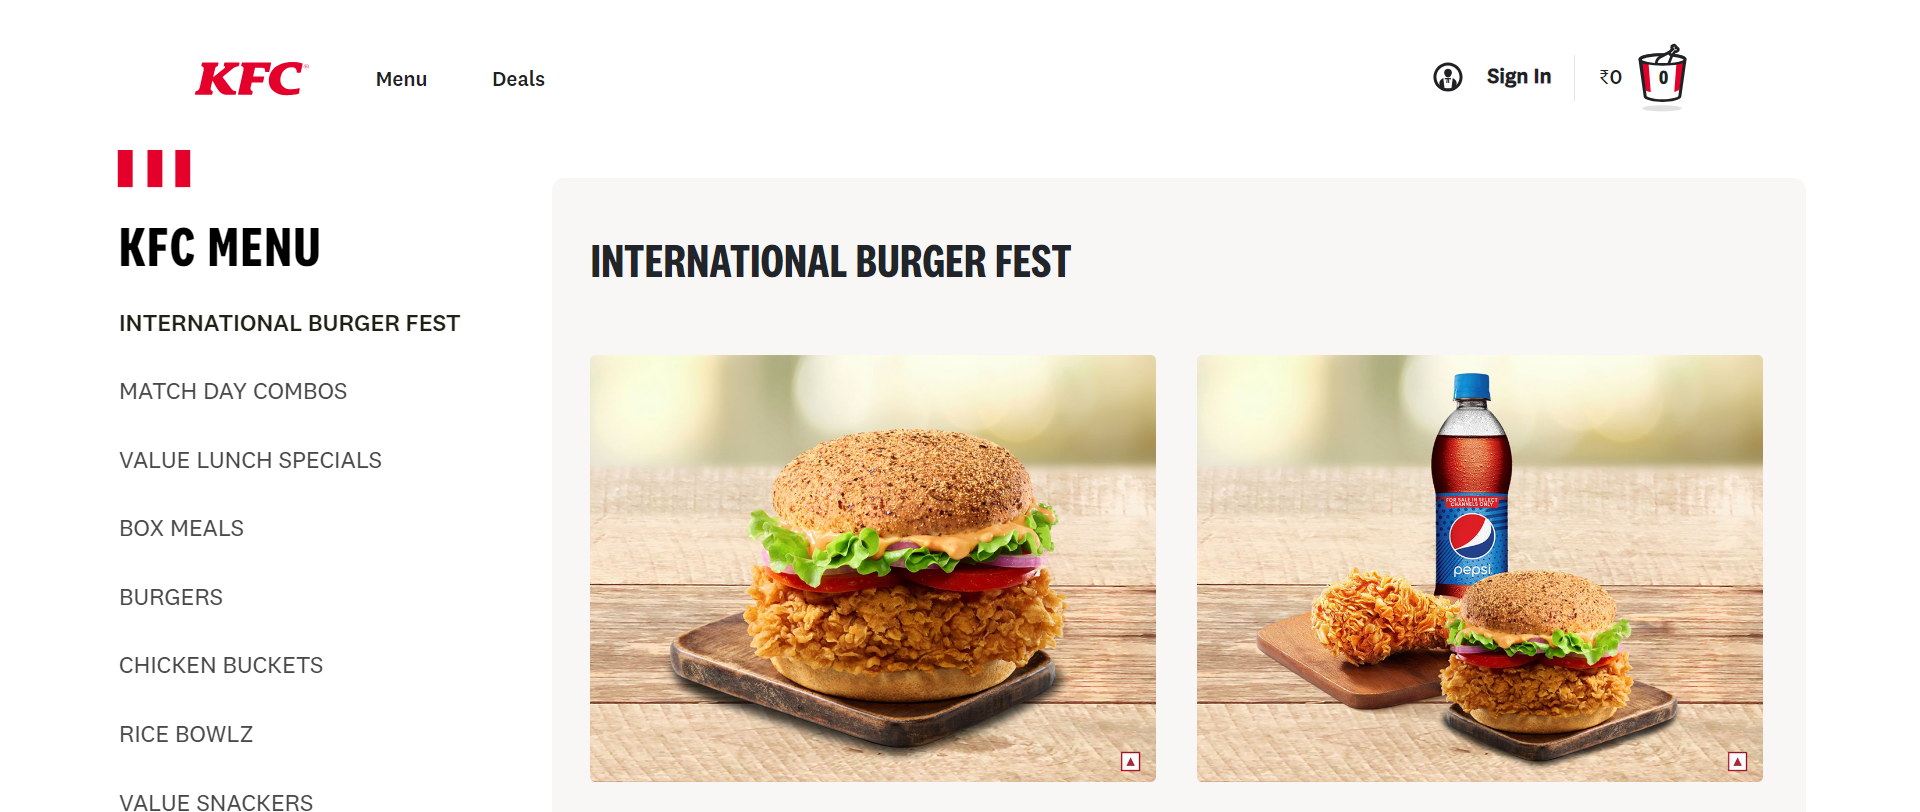 KFC
Menu
Deals
Sign In
₹0
0
KFC MENU
INTERNATIONAL BURGER FEST
MATCH DAY COMBOS
VALUE LUNCH SPECIALS
BOX MEALS
BURGERS
CHICKEN BUCKETS
RICE BOWLZ
VALUE SNACKERS
INTERNATIONAL BURGER FEST
FOR SALE IN SELECT
CHANNELS ONLY
pepsi